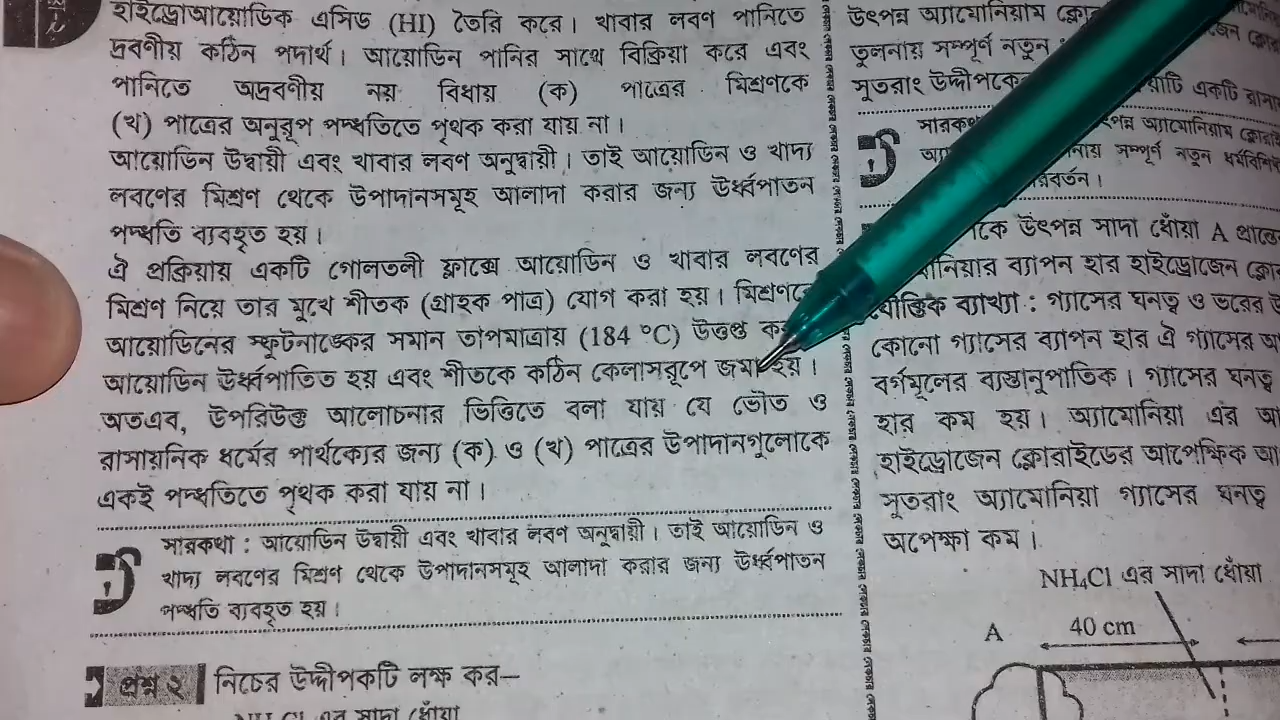 হাইড্রোআয়োডিক এসিড (HI) তৈরি করে। খাবার লবণ পানিতে
দ্রবণীয় কঠিন পদার্থ। আয়োডিন পানির সাথে বিক্রিয়া করে এবং
পানিতে অদ্রবণীয় নয় বিধায় (ক) পাত্রের মিশ্রণকে
(খ) পাত্রের অনুরূপ পদ্ধতিতে পৃথক করা যায় না।
আয়োডিন উদ্বায়ী এবং খাবার লবণ অনুদ্বায়ী। তাই আয়োডিন ও খাদ্য
লবণের মিশ্রণ থেকে উপাদানসমূহ আলাদা করার জন্য ঊর্ধ্বপাতন
পদ্ধতি ব্যবহৃত হয়।
ঐ প্রক্রিয়ায় একটি গোলতলী ফ্লাক্সে আয়োডিন ও খাবার লবণের
মিশ্রণ নিয়ে তার মুখে শীতক (গ্রাহক পাত্র) যোগ করা হয়। মিশ্রণকে
আয়োডিনের স্ফুটনাঙ্কের সমান তাপমাত্রায় (184 °C) উত্তপ্ত
আয়োডিন ঊর্ধ্বপাতিত হয় এবং শীতকে কঠিন কেলাসরূপে জমা হয়।
অতএব, উপরিউক্ত আলোচনার ভিত্তিতে বলা যায় যে ভৌত ও
রাসায়নিক ধর্মের পার্থক্যের জন্য (ক) ও (খ) পাত্রের উপাদানগুলোকে
একই পদ্ধতিতে পৃথক করা যায় না।
সারকথা : আয়োডিন উদ্বায়ী এবং খাবার লবণ অনুদ্বায়ী। তাই আয়োডিন ও
খাদ্য লবণের মিশ্রণ থেকে উপাদানসমূহ আলাদা করার জন্য ঊর্ধ্বপাতন
পদ্ধতি ব্যবহৃত হয়।
প্রশ্ন ২ নিচের উদ্দীপকটি লক্ষ কর–
এর সাদা ধোঁয়া
উৎপন্ন অ্যামোনিয়াম
তুলনায় সম্পূর্ণ নতুন
সুতরাং একটি
সারকথা অ্যামোনিয়াম
সম্পূর্ণ নতুন
উৎপন্ন সাদা ধোঁয়া A প্রান্তের
ব্যাপন হার হাইড্রোজেন
যৌক্তিক ব্যাখ্যা : গ্যাসের ঘনত্ব ও ভরের
কোনো গ্যাসের ব্যাপন হার ঐ গ্যাসের
বর্গমূলের ব্যস্তানুপাতিক। গ্যাসের ঘনত্ব
হার কম হয়। অ্যামোনিয়া এর
হাইড্রোজেন ক্লোরাইডের আপেক্ষিক
সুতরাং অ্যামোনিয়া গ্যাসের ঘনত্ব
অপেক্ষা কম।
NH₄Cl এর সাদা ধোঁয়া
A 40 cm